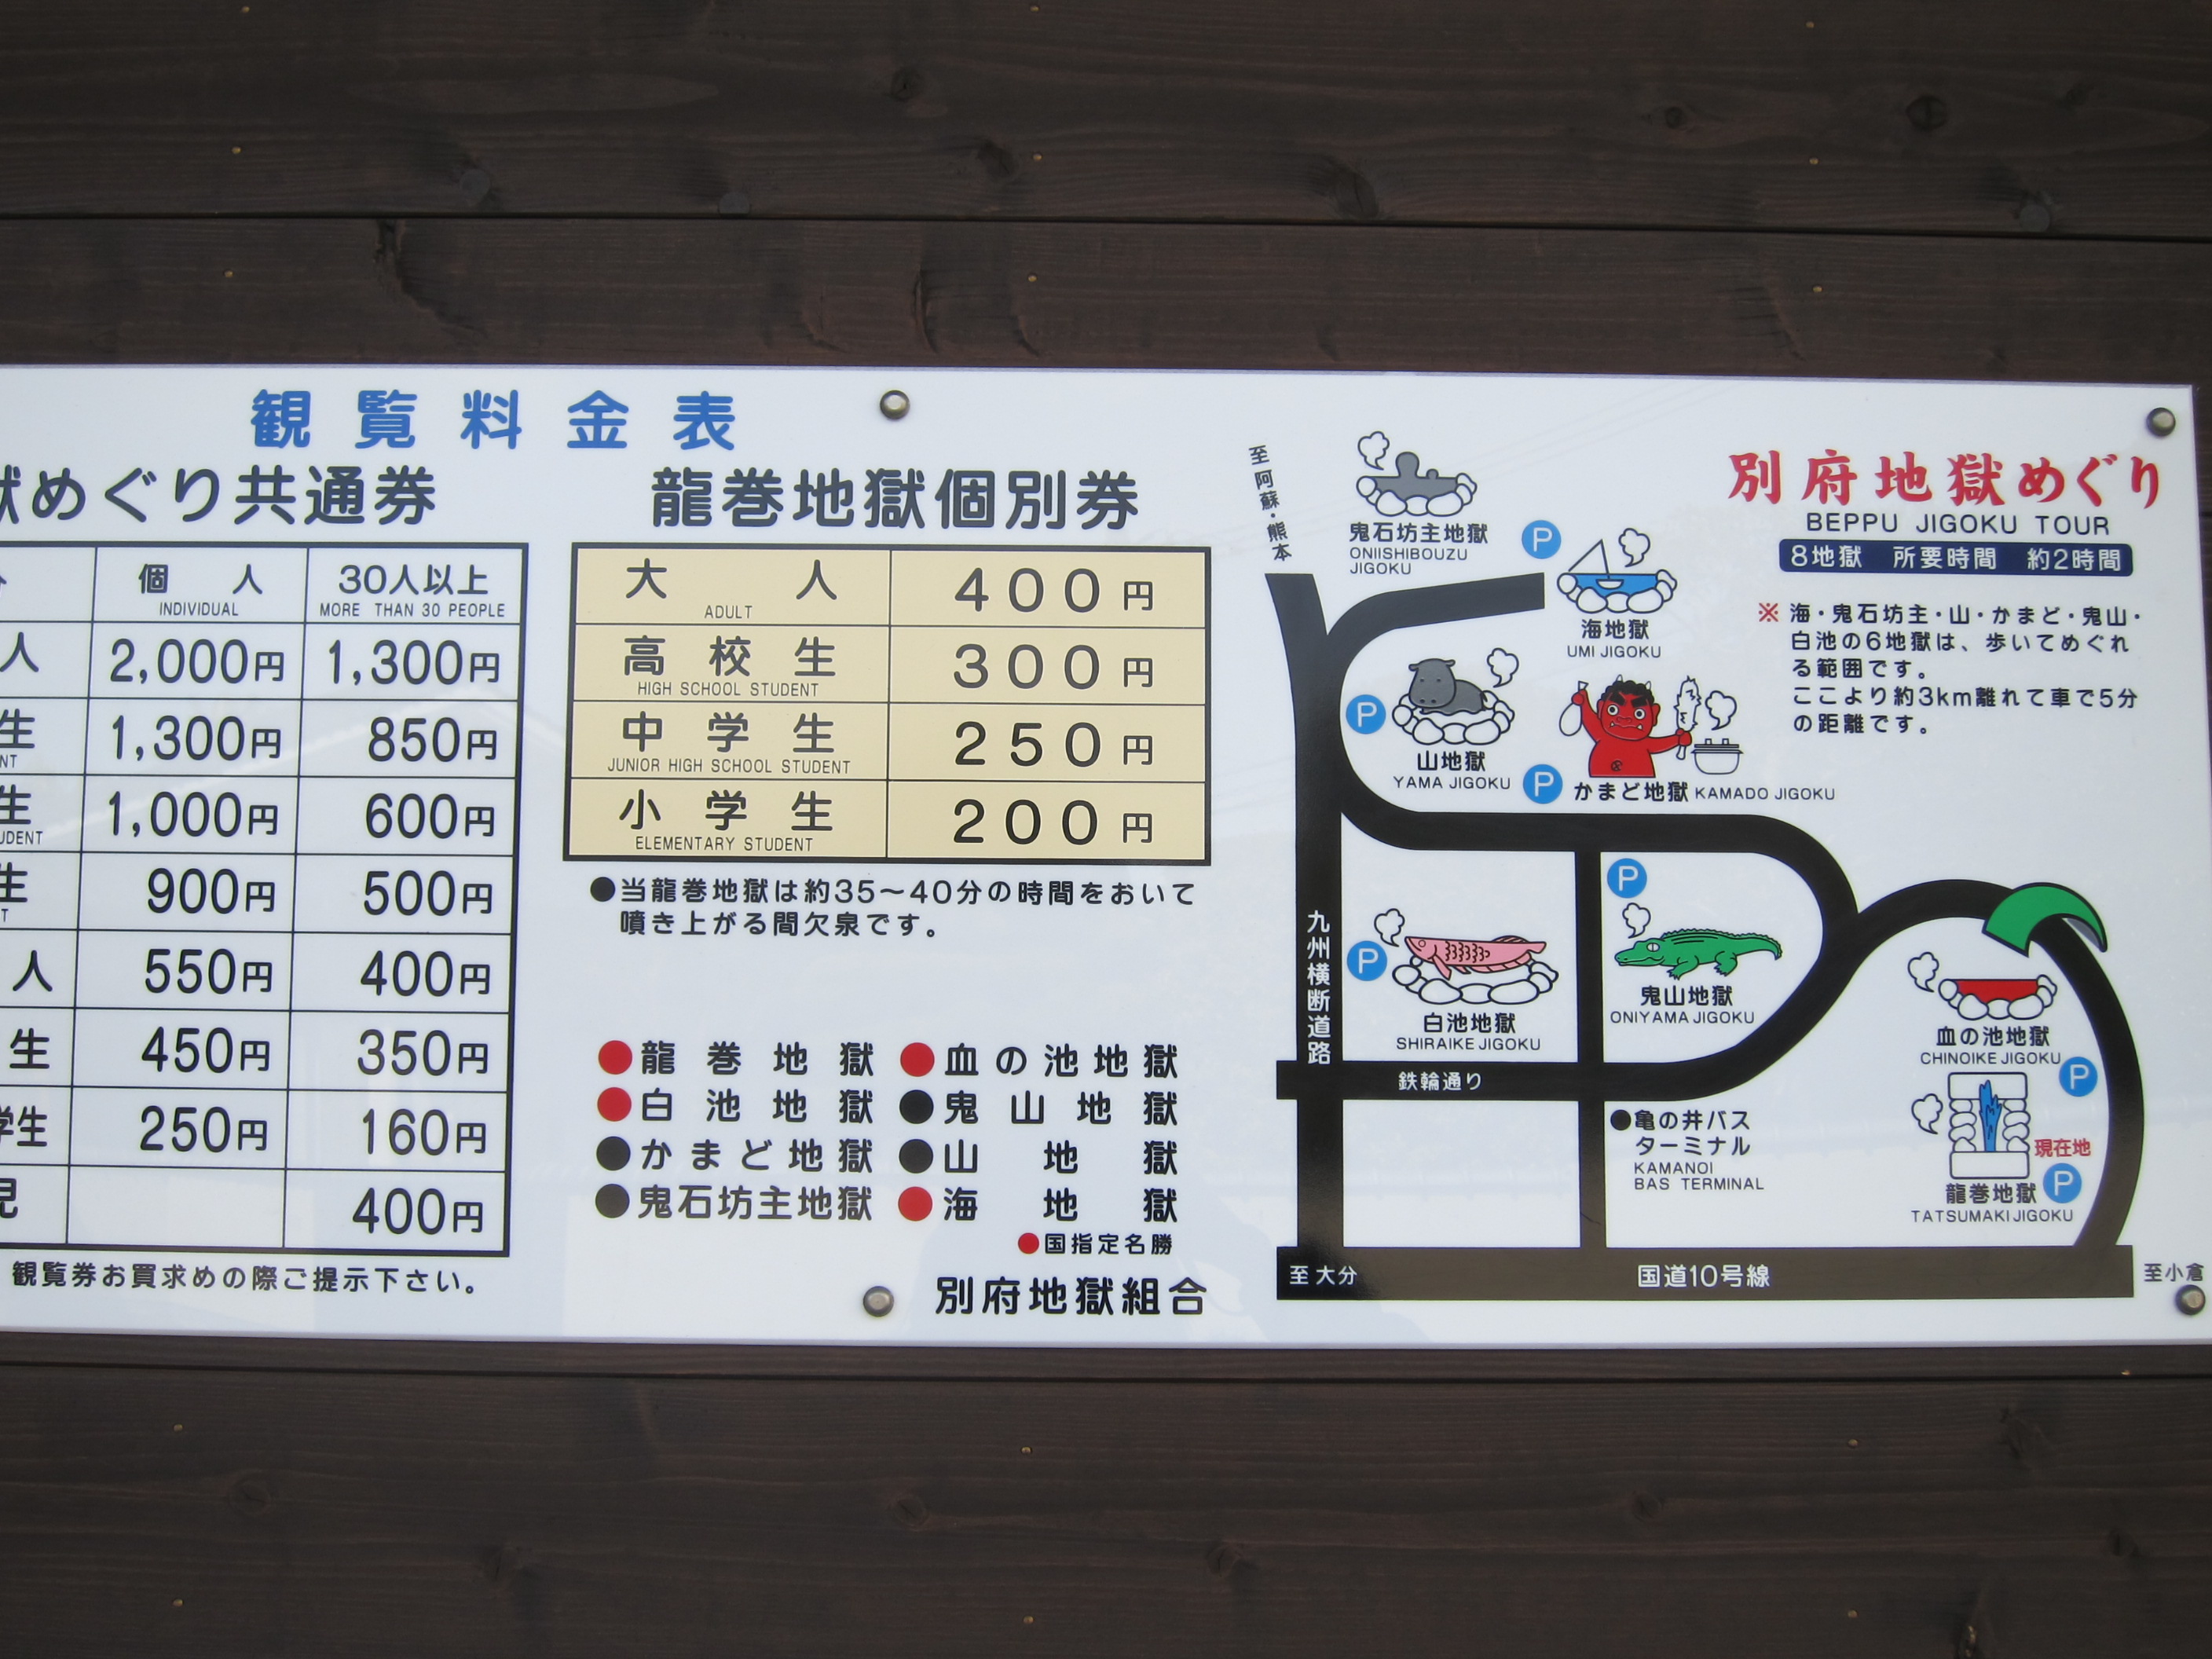 観覧料金表
獄めぐり共通券
個人 30人以上
INDIVIDUAL MORE THAN 30 PEOPLE
人 2,000円 1,300円
生 1,300円 850円
生 1,000円 600円
生 900円 500円
人 550円 400円
生 450円 350円
学生 250円 160円
児 400円
観覧券お買求めの際ご提示下さい。
龍巻地獄個別券
大人 400円
ADULT
高校生 300円
HIGH SCHOOL STUDENT
中学生 250円
JUNIOR HIGH SCHOOL STUDENT
小学生 200円
ELEMENTARY STUDENT
●当龍巻地獄は約35〜40分の時間をおいて
噴き上がる間欠泉です。
●龍巻地獄 ●血の池地獄
●白池地獄 ●鬼山地獄
●かまど地獄 ●山地獄
●鬼石坊主地獄 ●海地獄
●国指定名勝
別府地獄組合
別府地獄めぐり
BEPPU JIGOKU TOUR
8地獄 所要時間 約2時間
※海・鬼石坊主・山・かまど・鬼山・
白池の6地獄は、歩いてめぐれ
る範囲です。
ここより約3km離れて車で5分
の距離です。
至 阿蘇・熊本
鬼石坊主地獄
ONIISHIBOUZU
JIGOKU
P
海地獄
UMI JIGOKU
P
山地獄
YAMA JIGOKU
P
かまど地獄 KAMADO JIGOKU
九州横断道路
P
白池地獄
SHIRAIKE JIGOKU
P
鬼山地獄
ONIYAMA JIGOKU
血の池地獄
CHINOIKE JIGOKU
P
鉄輪通り
●亀の井バス
ターミナル
KAMANOI
BAS TERMINAL
現在地
P
龍巻地獄
TATSUMAKI JIGOKU
至 大分
国道10号線
至小倉